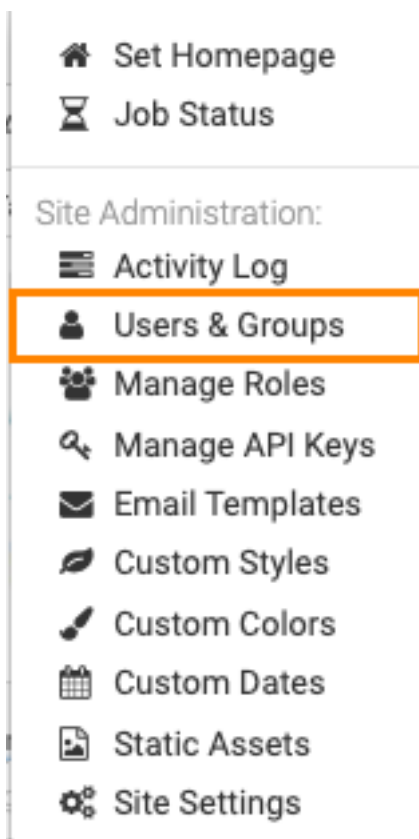 Set Homepage
Job Status
Site Administration:
Activity Log
Users & Groups
Manage Roles
Manage API Keys
Email Templates
Custom Styles
Custom Colors
Custom Dates
Static Assets
Site Settings